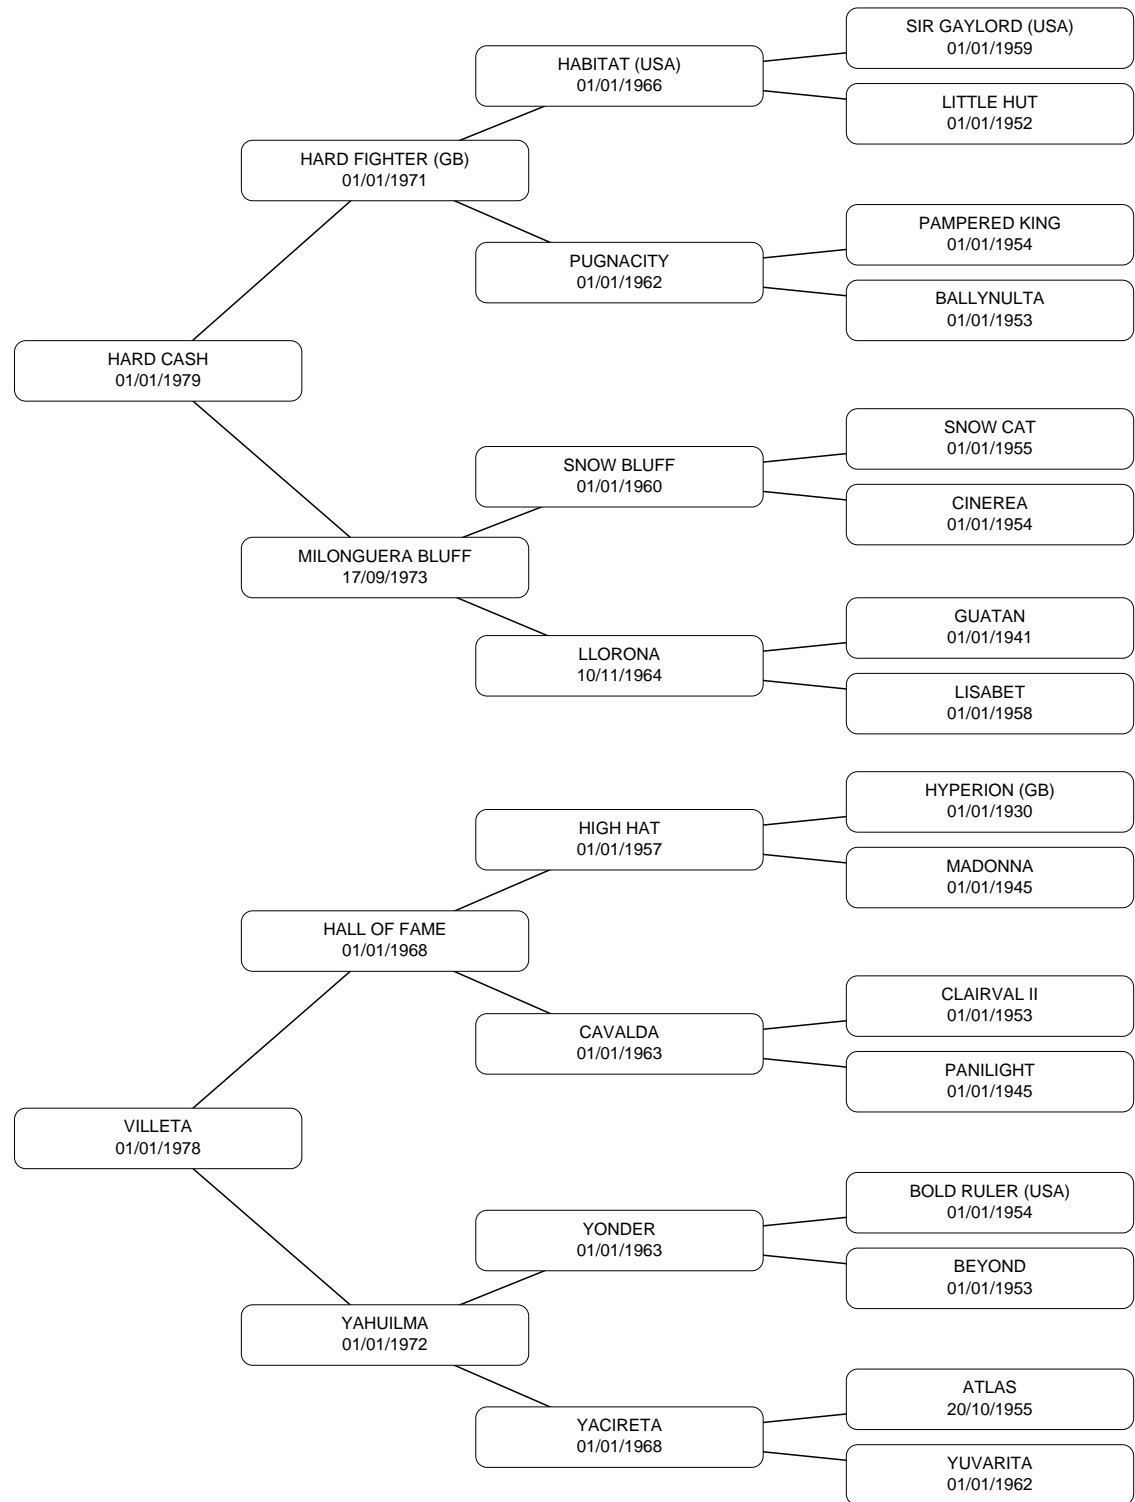 SIR GAYLORD (USA)
01/01/1959
HABITAT (USA)
01/01/1966
LITTLE HUT
01/01/1952
HARD FIGHTER (GB)
01/01/1971
PAMPERED KING
01/01/1954
PUGNACITY
01/01/1962
BALLYNULTA
01/01/1953
HARD CASH
01/01/1979
SNOW CAT
01/01/1955
SNOW BLUFF
01/01/1960
CINEREA
01/01/1954
MILONGUERA BLUFF
17/09/1973
GUATAN
01/01/1941
LLORONA
10/11/1964
LISABET
01/01/1958
HYPERION (GB)
01/01/1930
HIGH HAT
01/01/1957
MADONNA
01/01/1945
HALL OF FAME
01/01/1968
CLAIRVAL II
01/01/1953
CAVALDA
01/01/1963
PANILIGHT
01/01/1945
VILLETA
01/01/1978
BOLD RULER (USA)
01/01/1954
YONDER
01/01/1963
BEYOND
01/01/1953
YAHUILMA
01/01/1972
ATLAS
20/10/1955
YACIRETA
01/01/1968
YUVARITA
01/01/1962